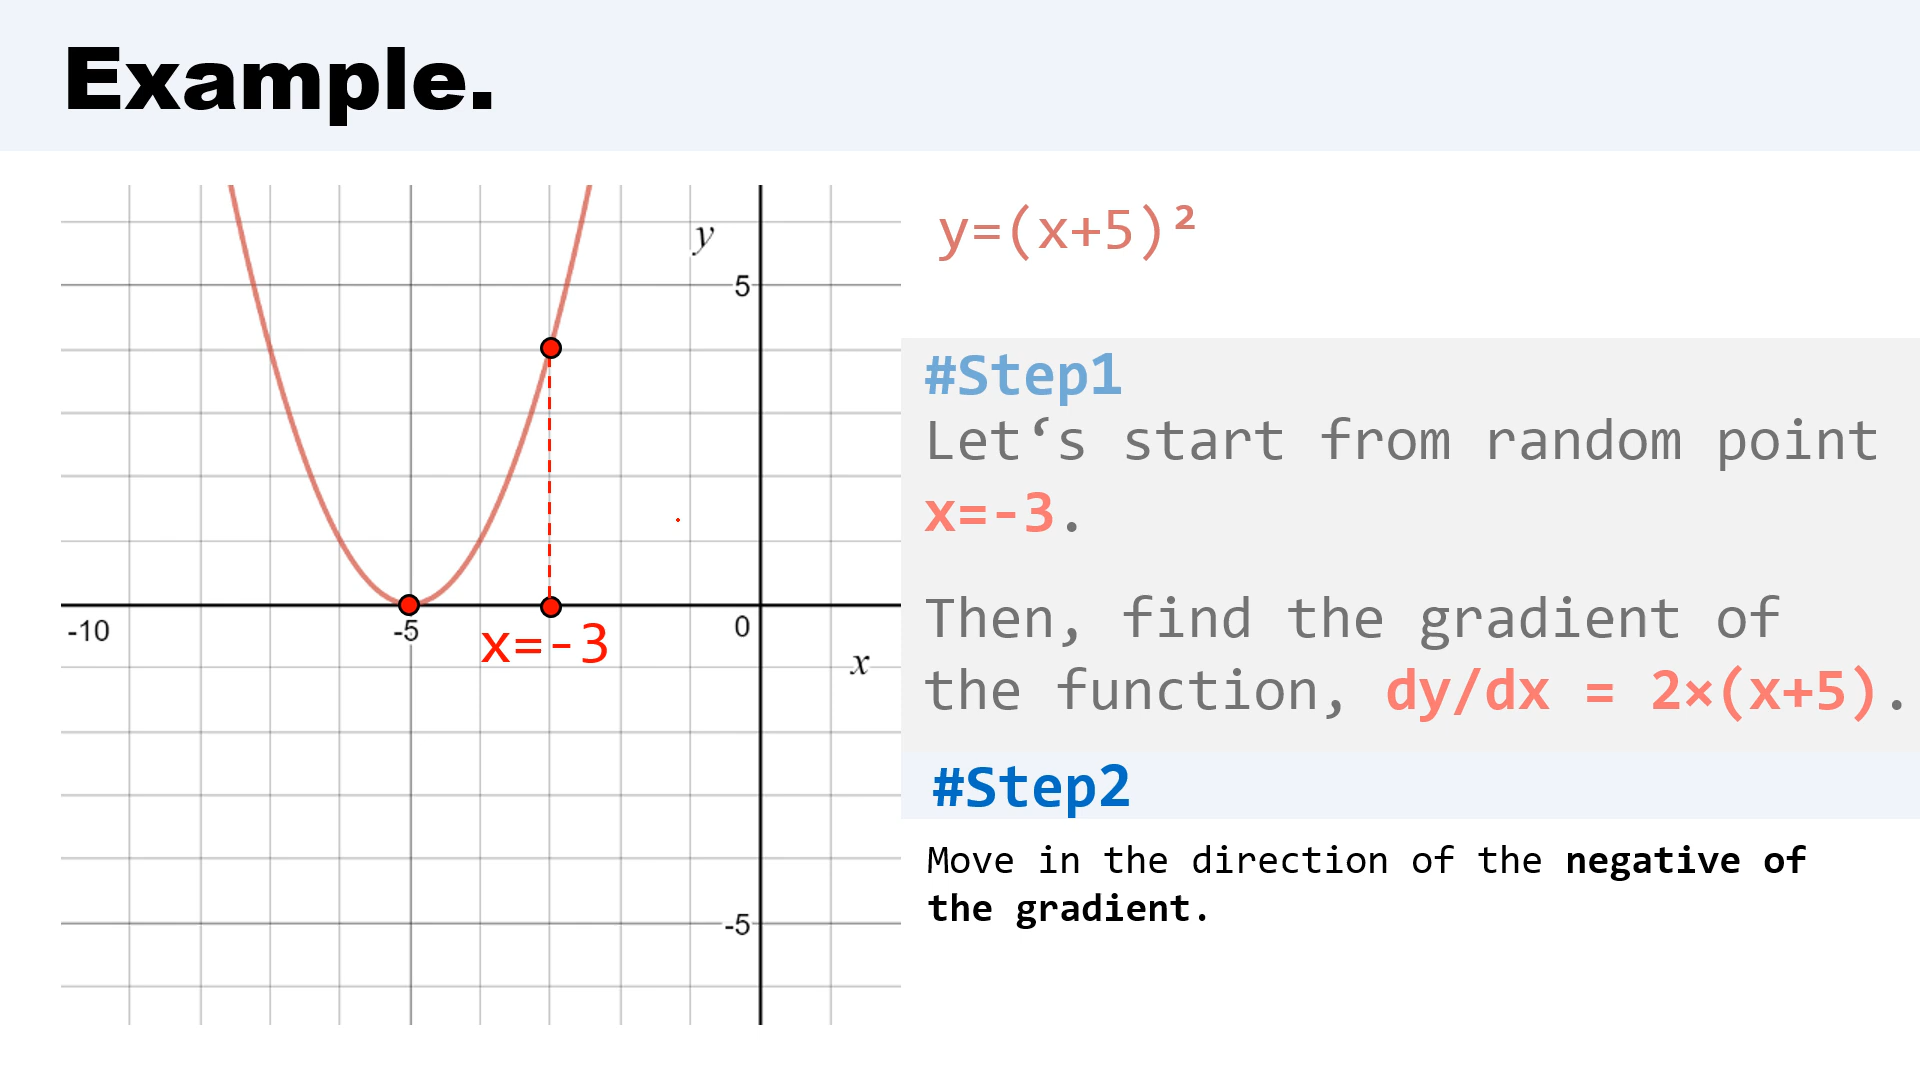 Example.
y=(x+5)²
y
5
#Step1
Let‘s start from random point
x=-3.
Then, find the gradient of
the function, dy/dx = 2×(x+5).
-10
-5
x=-3
0
x
#Step2
Move in the direction of the negative of
the gradient.
-5